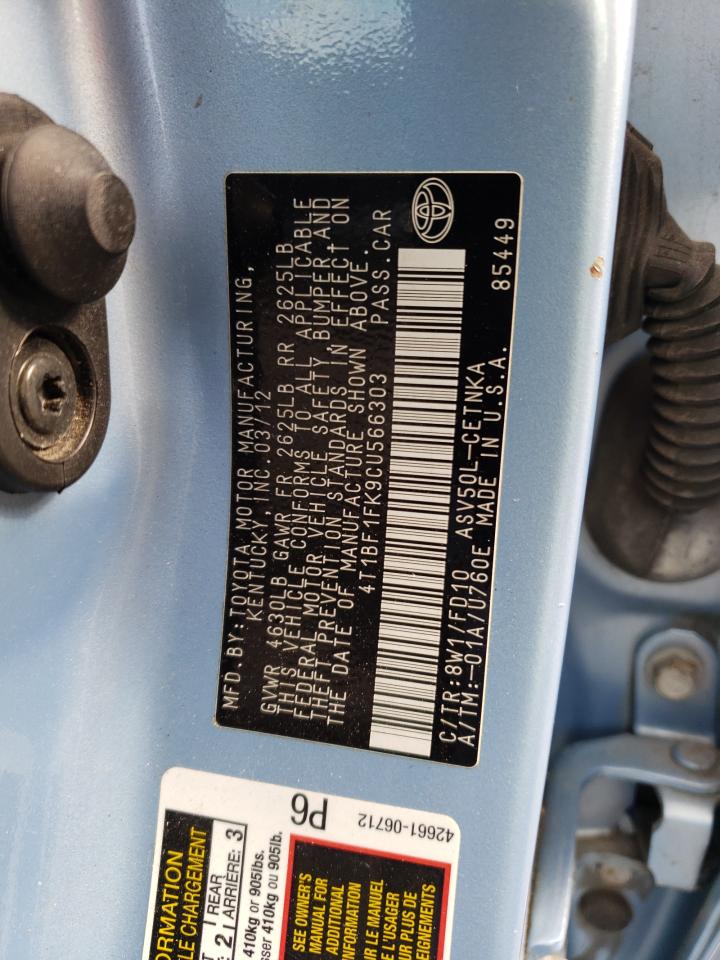 MFD.BY:TOYOTA MOTOR MANUFACTURING,
KENTUCKY, INC.03/12
GVWR 4630LB GAWR FR 2625LB RR 2625LB
THIS VEHICLE CONFORMS TO ALL APPLICABLE
FEDERAL MOTOR VEHICLE SAFETY BUMPER AND
THEFT PREVENTION STANDARDS IN EFFECT ON
THE DATE OF MANUFACTURE SHOWN ABOVE.
4T1BF1FK9CU566303 PASS.CAR
C/TR:8W1/FD10 ASV50L-CETNKA
A/TM:-01A/U760E MADE IN U.S.A. 85449
ORMATION
LE CHARGEMENT
2 REAR
ARRIÈRE: 3
410kg or 905lbs.
sser 410kg ou 905lb.
P6
42661-06712
SEE OWNER'S
MANUAL FOR
ADDITIONAL
INFORMATION
LE MANUEL
DE L'USAGER
PLUS DE